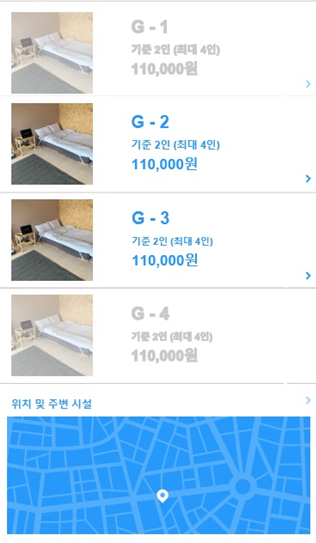 G - 1
기준 2인 (최대 4인)
110,000원
G - 2
기준 2인 (최대 4인)
110,000원
G - 3
기준 2인 (최대 4인)
110,000원
G - 4
기준 2인 (최대 4인)
110,000원
위치 및 주변 시설